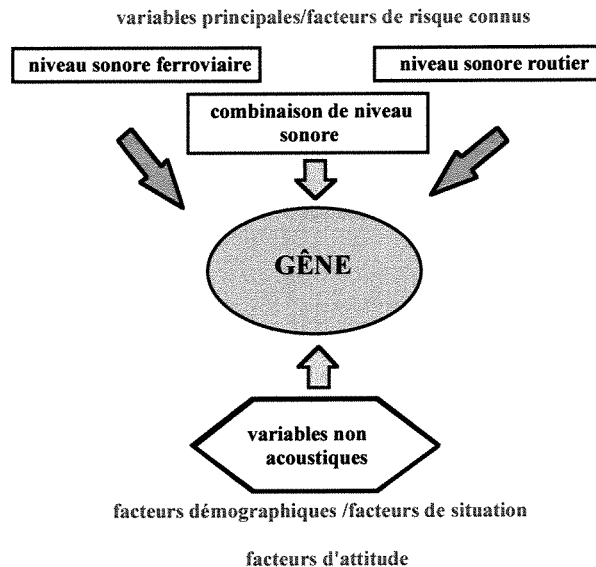 variables principales/facteurs de risque connus
niveau sonore ferroviaire
niveau sonore routier
combinaison de niveau
sonore
GÊNE
variables non
acoustiques
facteurs démographiques /facteurs de situation
facteurs d'attitude